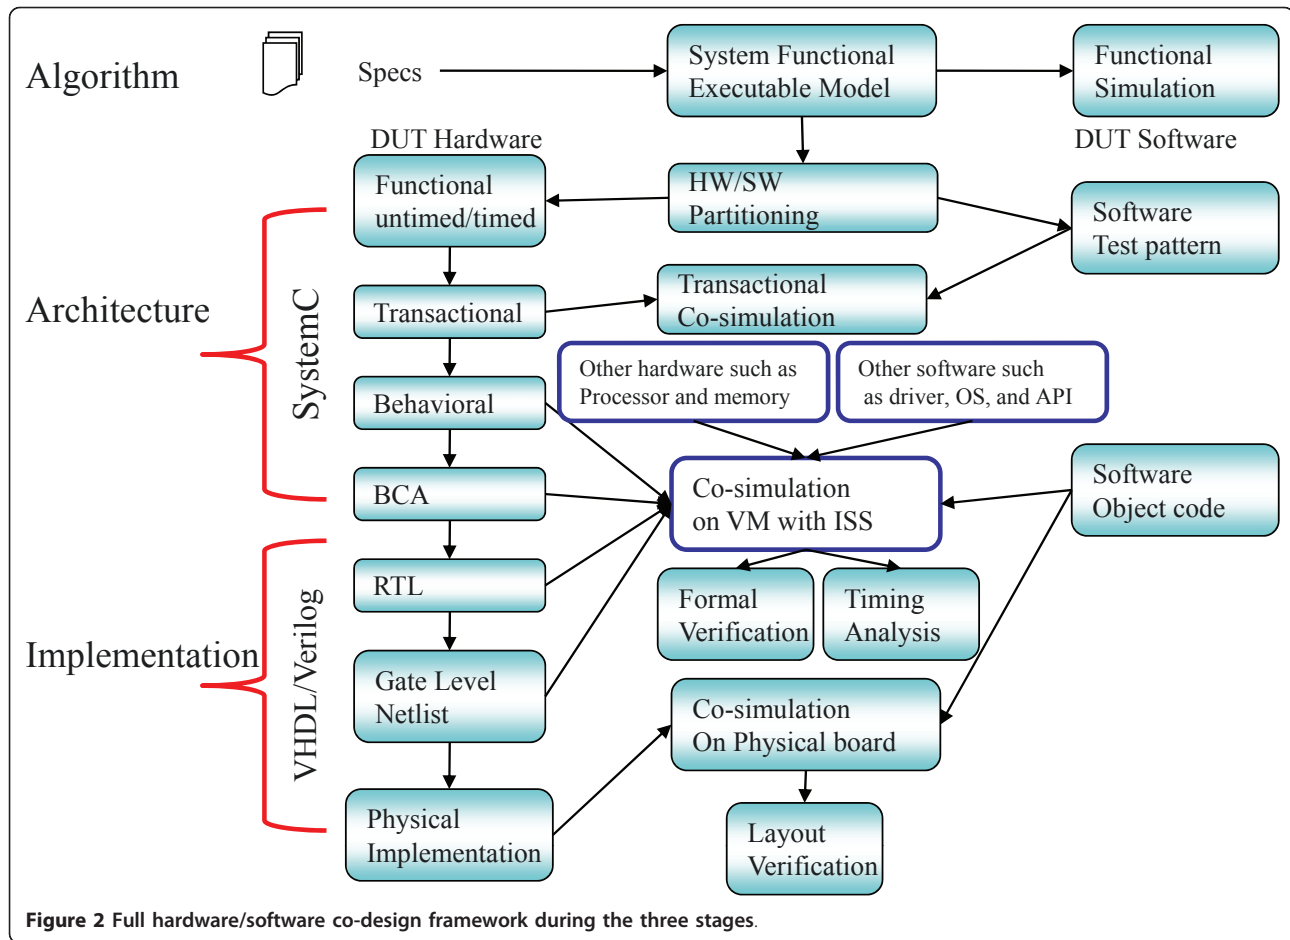 Algorithm
Specs
System Functional
Executable Model
Functional
Simulation
DUT Hardware
DUT Software
Functional
untimed/timed
HW/SW
Partitioning
Software
Test pattern
Architecture
SystemC
Transactional
Transactional
Co-simulation
Other hardware such as
Processor and memory
Other software such
as driver, OS, and API
Behavioral
BCA
Co-simulation
on VM with ISS
Software
Object code
Implementation
VHDL/Verilog
RTL
Formal
Verification
Timing
Analysis
Gate Level
Netlist
Co-simulation
On Physical board
Physical
Implementation
Layout
Verification
Figure 2 Full hardware/software co-design framework during the three stages.